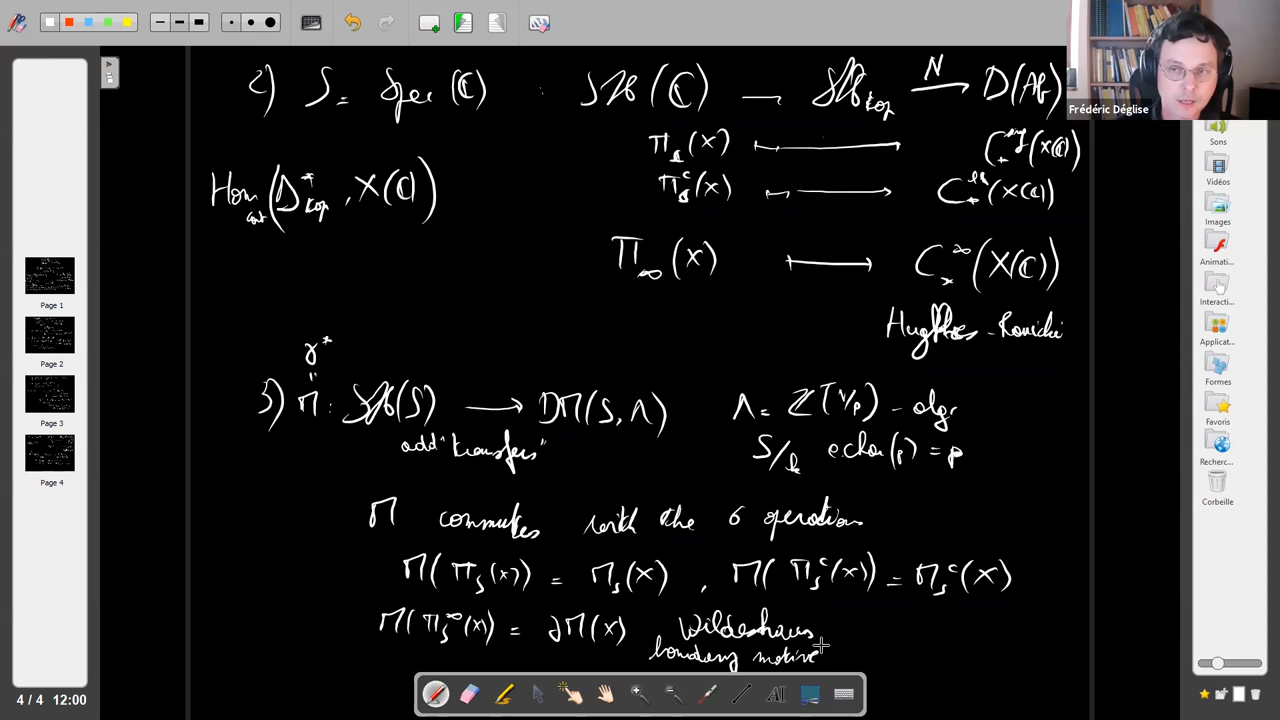 2) S = Spec(ℂ) SH(ℂ) → SH_top —N→ D(Ab)
Frédéric Déglise
Π_s(X) ⟼ C_*^sing(X(ℂ))
Π_s^c(X) ⟼ C_*(X(ℂ))
Hom(Δ^*_top, X(ℂ))
Π_∞(X) ⟼ C_*^∞(X(ℂ))
Hughes - Ranicki
γ^*
3) M : SH(S) → DM(S, Λ) Λ = ℤ[1/p] - alg
add "transfers" S/k e.char(k) = p
M commutes with the 6 operations
M(Π_S(X)) = M_S(X) , M(Π_S^c(X)) = M_S^c(X)
M(Π_S^∞(X)) = ∂M(X) Wildeshaus
boundary motive
Page 1
Page 2
Page 3
Page 4
4 / 4 12:00
Sons
Vidéos
Images
Animati...
Interacti...
Applicat...
Formes
Favoris
Recherc...
Corbeille